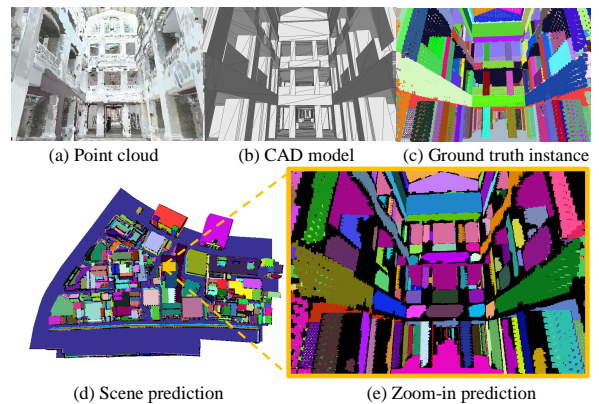 (a) Point cloud
(b) CAD model
(c) Ground truth instance
(d) Scene prediction
(e) Zoom-in prediction